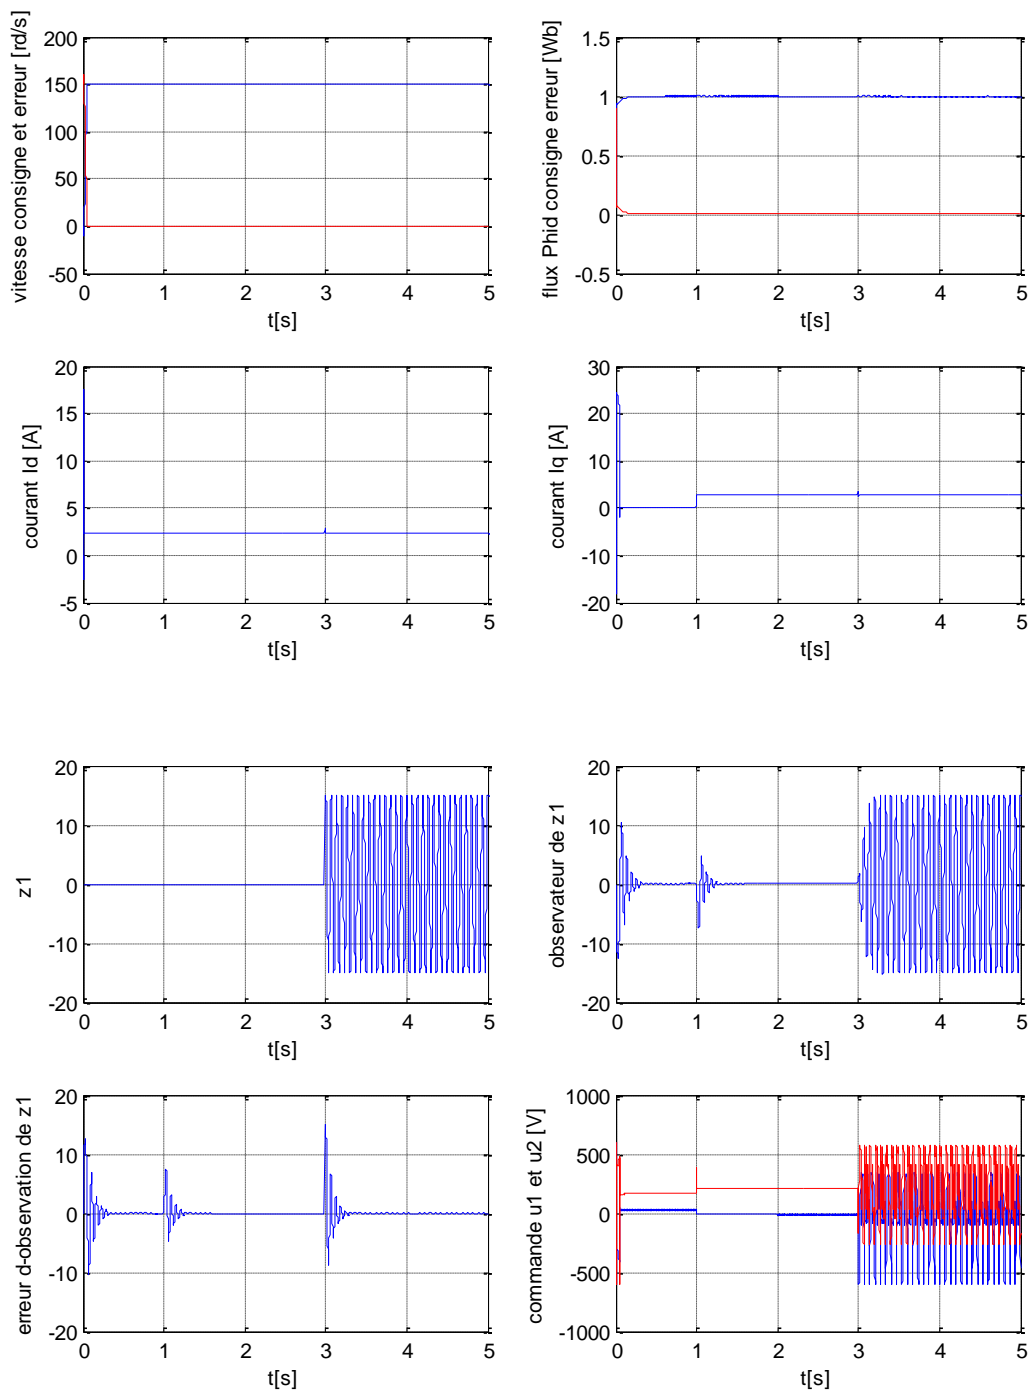 vitesse consigne et erreur [rd/s]
200
150
100
50
0
-50
0 1 2 3 4 5
t[s]
flux Phid consigne erreur [Wb]
1.5
1
0.5
0
-0.5
0 1 2 3 4 5
t[s]
courant Id [A]
20
15
10
5
0
-5
0 1 2 3 4 5
t[s]
courant Iq [A]
30
20
10
0
-10
-20
0 1 2 3 4 5
t[s]
z1
20
10
0
-10
-20
0 1 2 3 4 5
t[s]
observateur de z1
20
10
0
-10
-20
0 1 2 3 4 5
t[s]
erreur d-observation de z1
20
10
0
-10
-20
0 1 2 3 4 5
t[s]
commande u1 et u2 [V]
1000
500
0
-500
-1000
0 1 2 3 4 5
t[s]